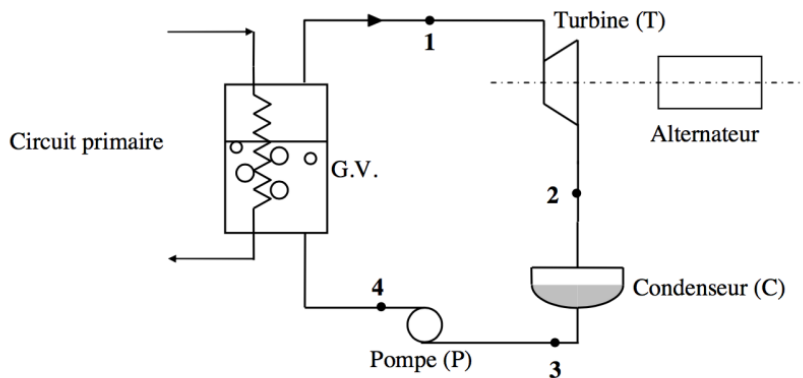 Turbine (T)
1
Circuit primaire
G.V.
Alternateur
2
Condenseur (C)
4
Pompe (P)
3